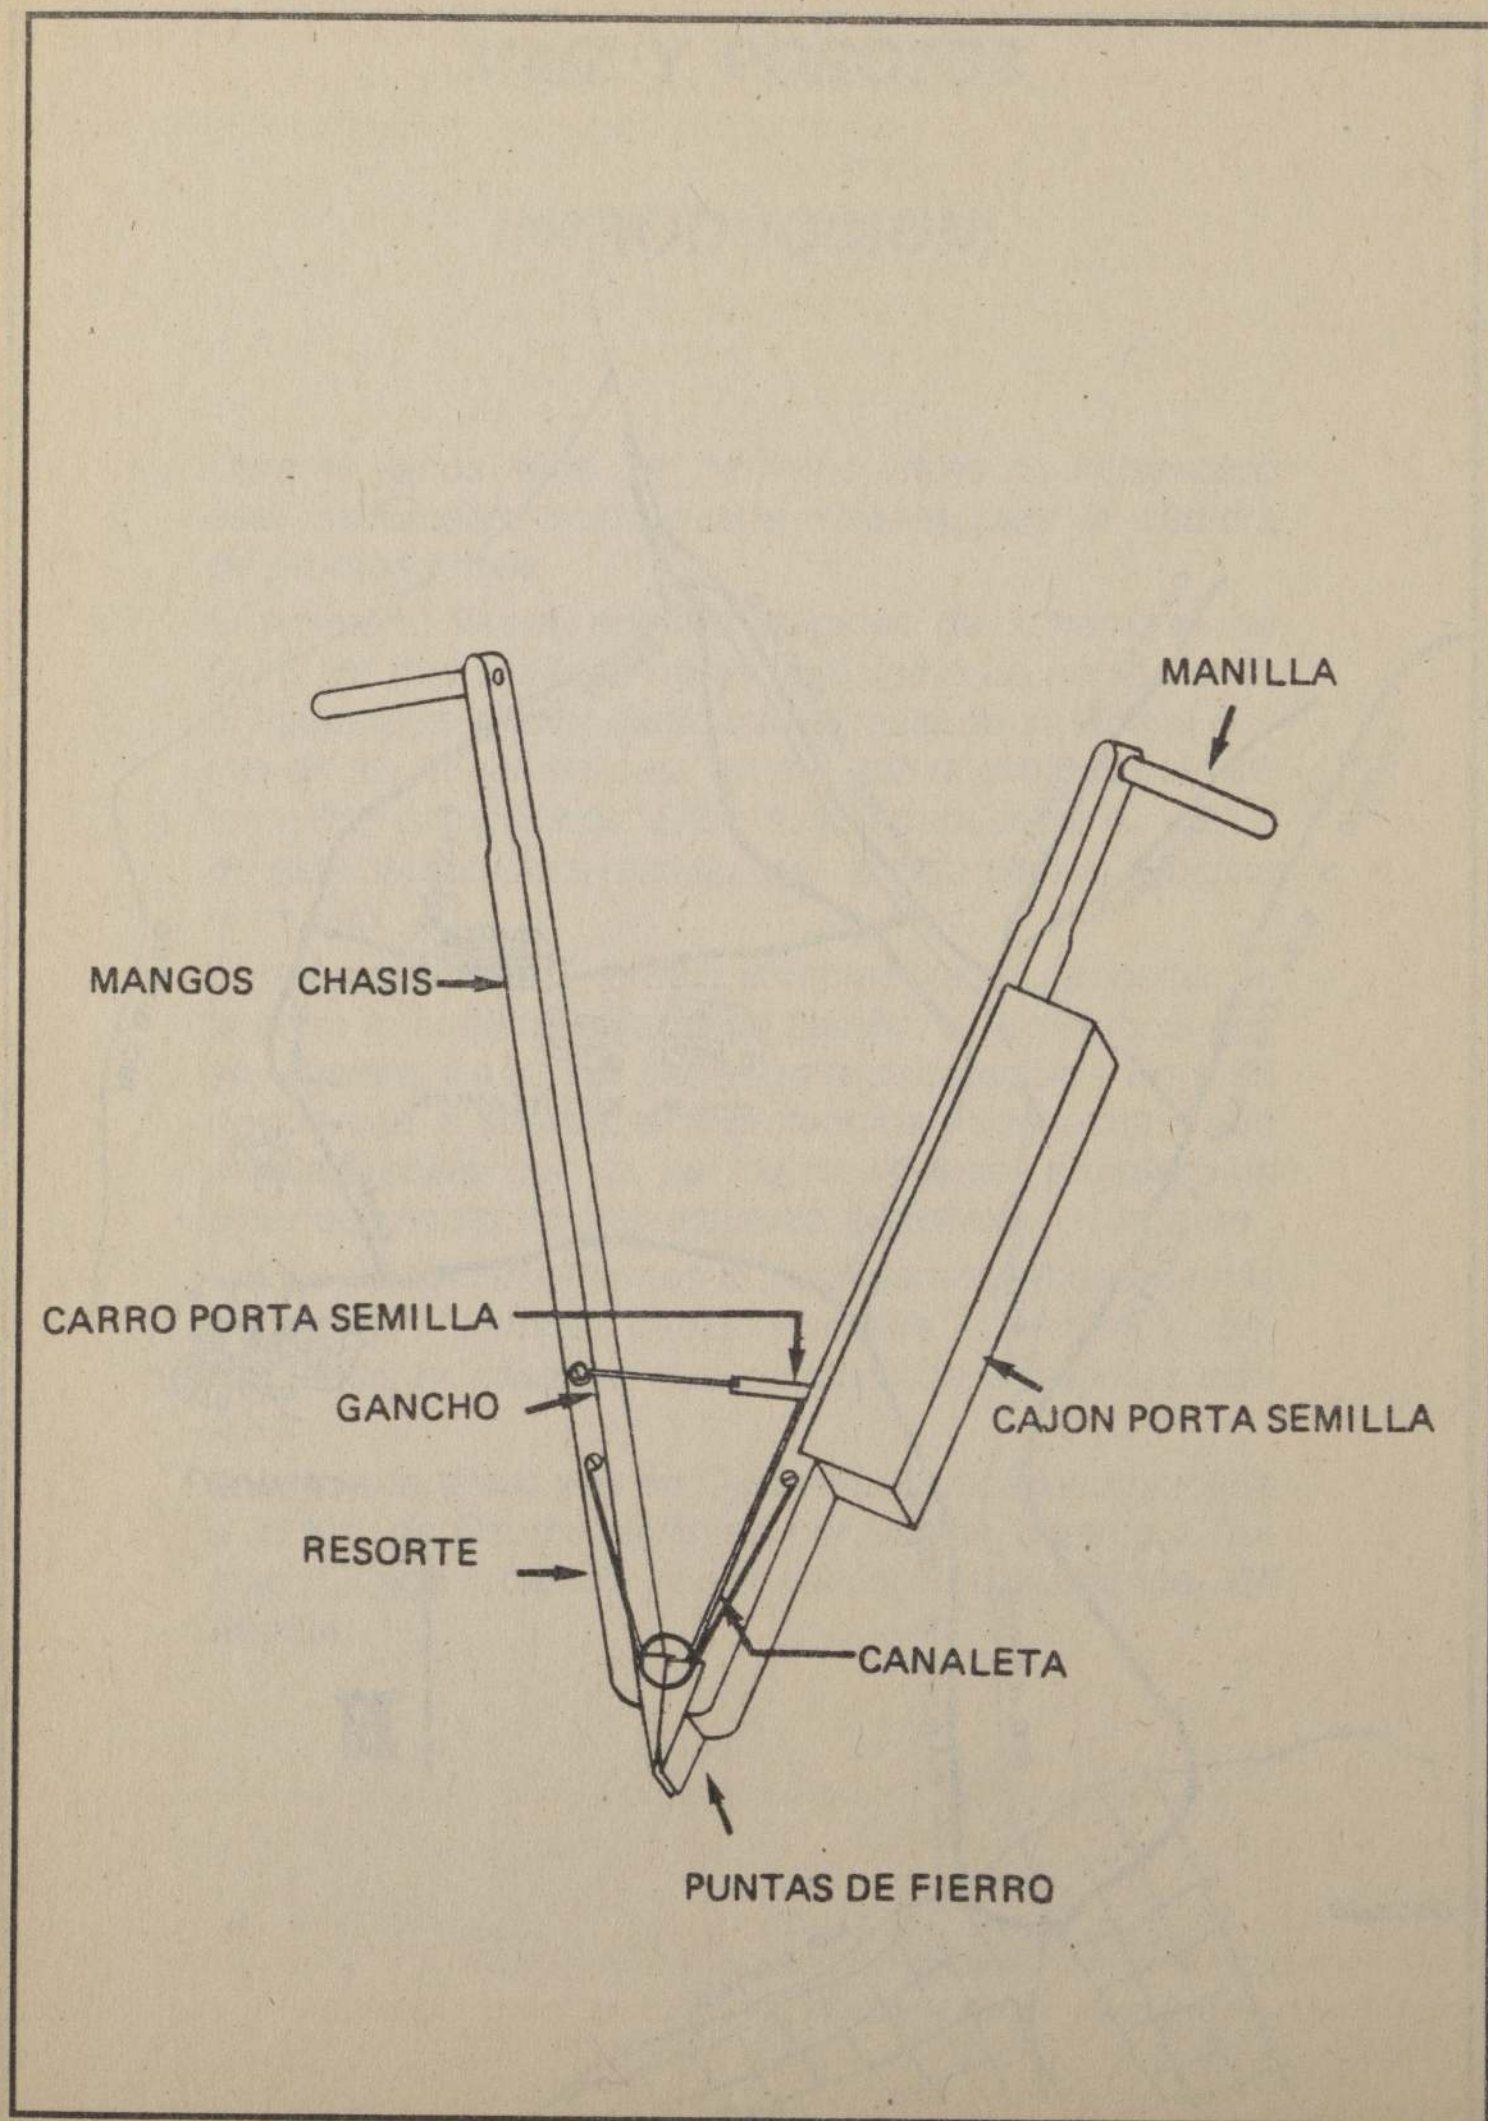 MANILLA
MANGOS CHASIS
CARRO PORTA SEMILLA
GANCHO
CAJON PORTA SEMILLA
RESORTE
CANALETA
PUNTAS DE FIERRO